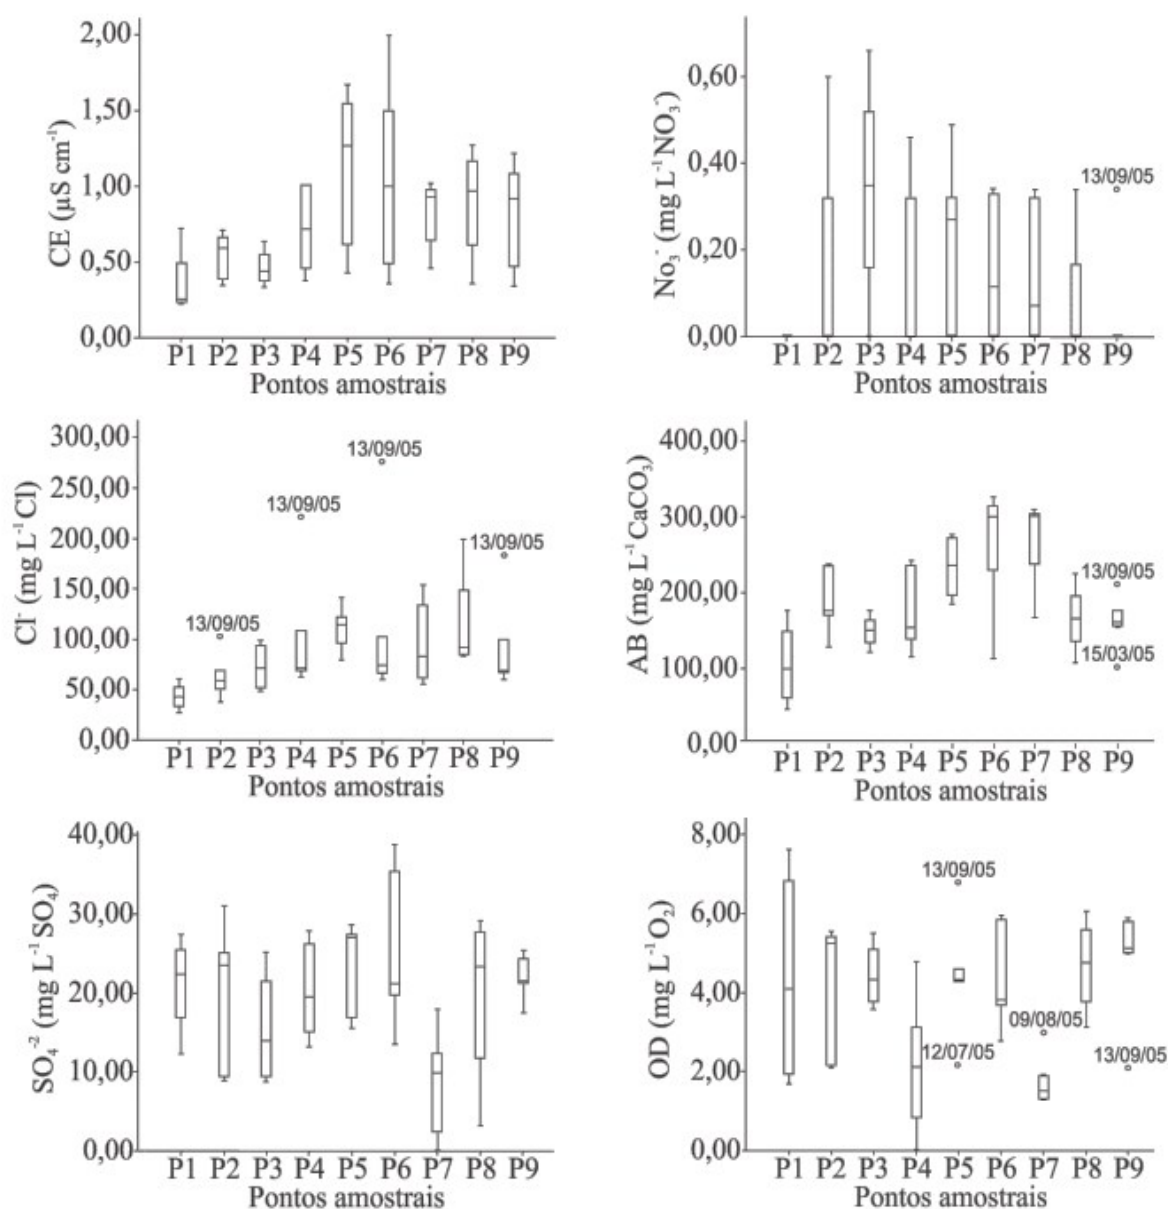 CE (µS cm⁻¹)
2,00
1,50
1,00
0,50
0,00
P1 P2 P3 P4 P5 P6 P7 P8 P9
Pontos amostrais
No₃⁻ (mg L⁻¹ NO₃⁻)
0,60
0,40
0,20
0,00
13/09/05
P1 P2 P3 P4 P5 P6 P7 P8 P9
Pontos amostrais
Cl⁻ (mg L⁻¹ Cl)
300,00
250,00
200,00
150,00
100,00
50,00
0,00
13/09/05
13/09/05
13/09/05
13/09/05
P1 P2 P3 P4 P5 P6 P7 P8 P9
Pontos amostrais
AB (mg L⁻¹ CaCO₃)
400,00
300,00
200,00
100,00
00,00
13/09/05
15/03/05
P1 P2 P3 P4 P5 P6 P7 P8 P9
Pontos amostrais
SO₄⁻² (mg L⁻¹ SO₄)
40,00
30,00
20,00
10,00
0,00
P1 P2 P3 P4 P5 P6 P7 P8 P9
Pontos amostrais
OD (mg L⁻¹ O₂)
8,00
6,00
4,00
2,00
0,00
13/09/05
12/07/05
09/08/05
13/09/05
P1 P2 P3 P4 P5 P6 P7 P8 P9
Pontos amostrais